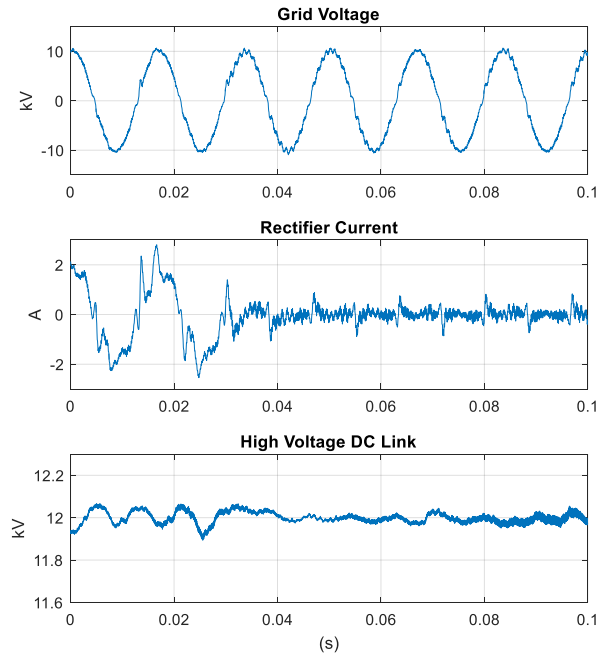 Grid Voltage
10
0
-10
kV
0 0.02 0.04 0.06 0.08 0.1
Rectifier Current
2
0
-2
A
0 0.02 0.04 0.06 0.08 0.1
High Voltage DC Link
12.2
12
11.8
11.6
kV
0 0.02 0.04 0.06 0.08 0.1
(s)